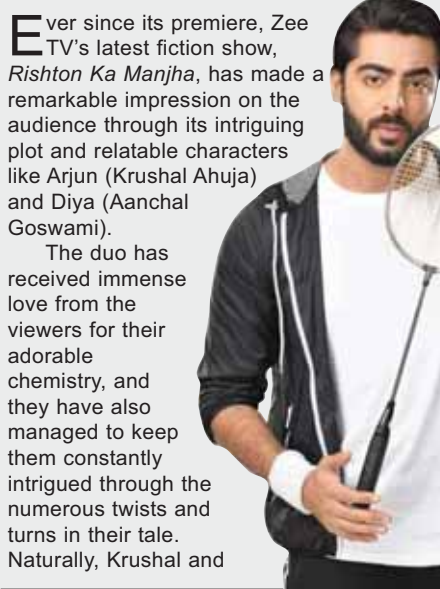 Ever since its premiere, Zee
TV's latest fiction show,
Rishton Ka Manjha, has made a
remarkable impression on the
audience through its intriguing
plot and relatable characters
like Arjun (Krushal Ahuja)
and Diya (Aanchal
Goswami).
The duo has
received immense
love from the
viewers for their
adorable
chemistry, and
they have also
managed to keep
them constantly
intrigued through the
numerous twists and
turns in their tale.
Naturally, Krushal and